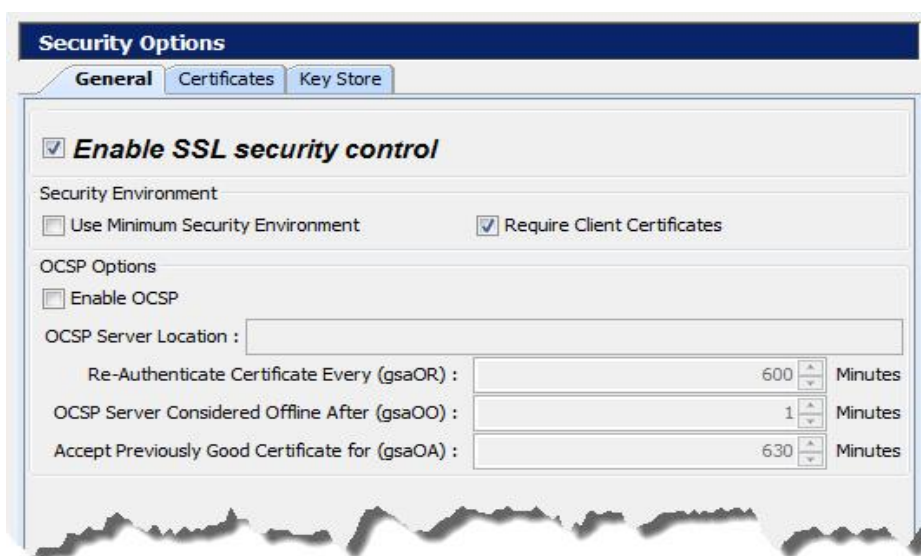 Security Options
General Certificates Key Store
Enable SSL security control
Security Environment
Use Minimum Security Environment Require Client Certificates
OCSP Options
Enable OCSP
OCSP Server Location :
Re-Authenticate Certificate Every (gsaOR) : 600 Minutes
OCSP Server Considered Offline After (gsaOO) : 1 Minutes
Accept Previously Good Certificate for (gsaOA) : 630 Minutes